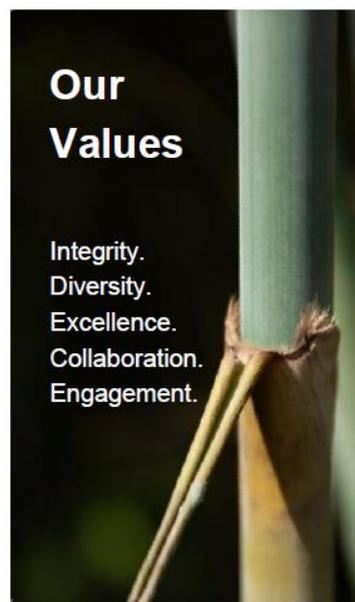 Our
Values
Integrity.
Diversity.
Excellence.
Collaboration.
Engagement.